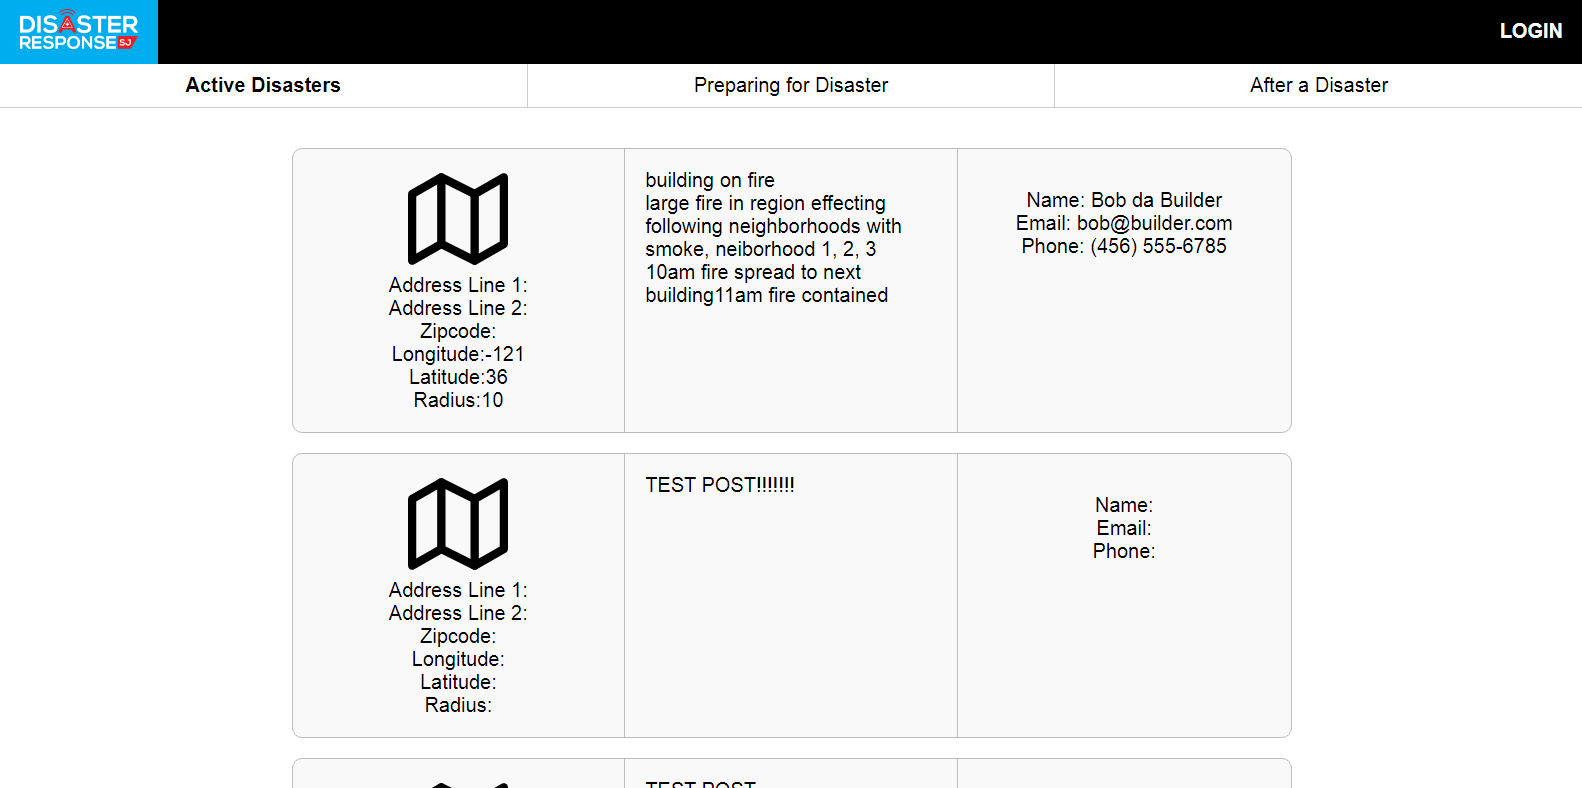 DISASTER
RESPONSE SJ
LOGIN
Active Disasters
Preparing for Disaster
After a Disaster
Address Line 1:
Address Line 2:
Zipcode:
Longitude:-121
Latitude:36
Radius:10
building on fire
large fire in region effecting
following neighborhoods with
smoke, neiborhood 1, 2, 3
10am fire spread to next
building11am fire contained
Name: Bob da Builder
Email: bob@builder.com
Phone: (456) 555-6785
Address Line 1:
Address Line 2:
Zipcode:
Longitude:
Latitude:
Radius:
TEST POST!!!!!!!
Name:
Email:
Phone:
TEST POST